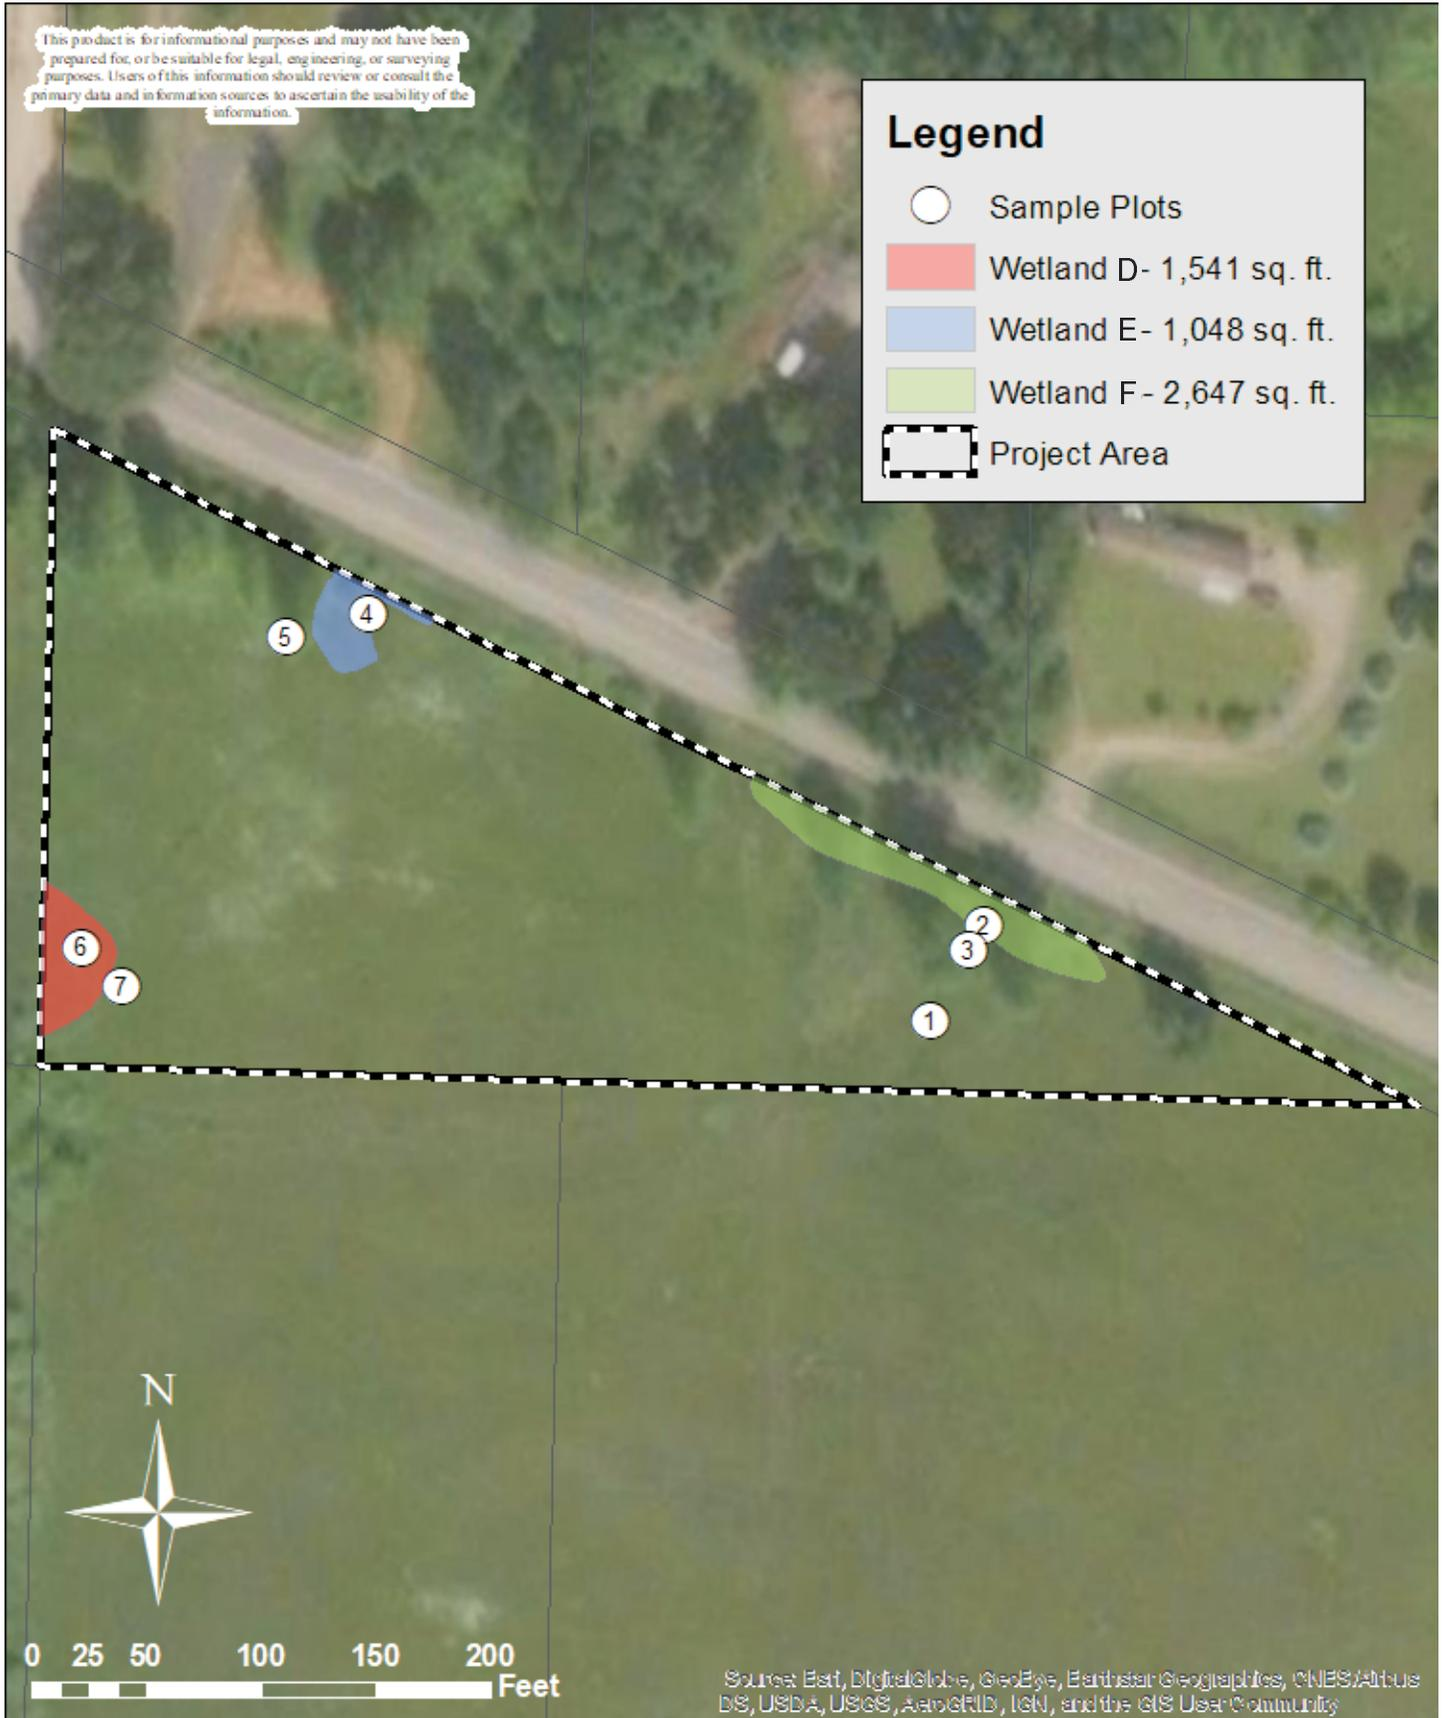 This product is for informational purposes and may not have been
prepared for, or be suitable for legal, engineering, or surveying
purposes. Users of this information should review or consult the
primary data and information sources to ascertain the usability of the
information.
Legend
Sample Plots
Wetland D- 1,541 sq. ft.
Wetland E- 1,048 sq. ft.
Wetland F- 2,647 sq. ft.
Project Area
4
5
2
6
3
7
1
N
0 25 50 100 150 200
Feet
Source: Esri, DigitalGlobe, GeoEye, Earthstar Geographics, CNES/Airbus
DS, USDA, USGS, AeroGRID, IGN, and the GIS User Community